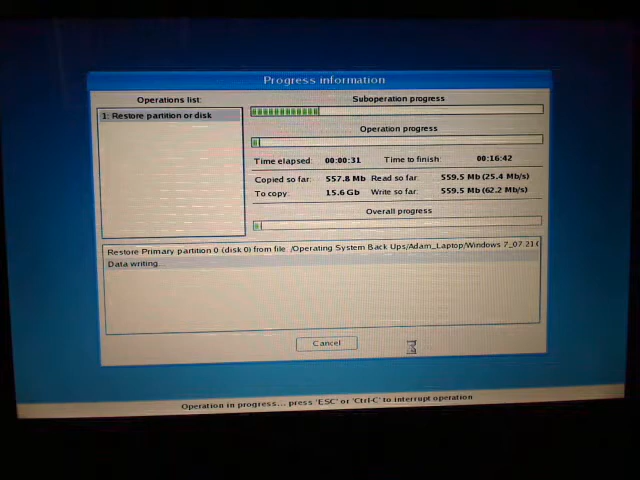 Progress information
Operations list:
1: Restore partition or disk
Suboperation progress
Operation progress
Time elapsed: 00:00:31 Time to finish: 00:16:42
Copied so far: 557.8 Mb Read so far: 559.5 Mb (25.4 Mb/s)
To copy: 15.6 Gb Write so far: 559.5 Mb (62.2 Mb/s)
Overall progress
Restore Primary partition 0 (disk 0) from file: /Operating System Back Ups/Adam_Laptop/Windows 7_07.21
Data writing...
Cancel
Operation in progress... press 'ESC' or 'Ctrl-C' to interrupt operation